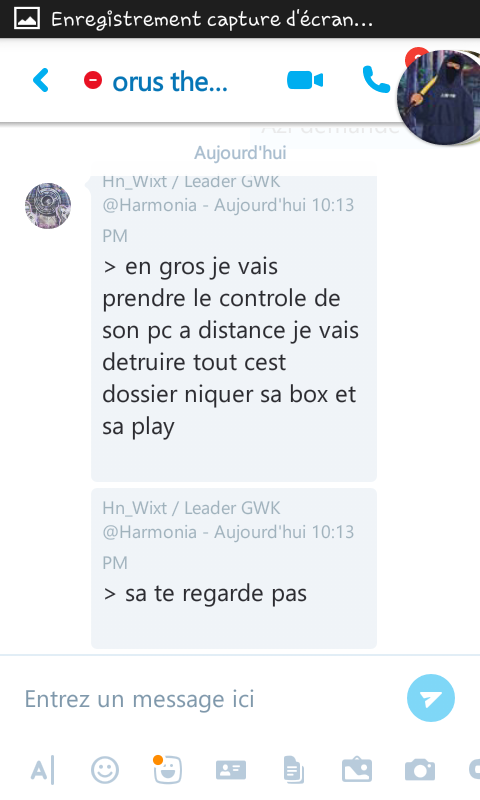 Enregistrement capture d'écran...
orus the...
Azi demande
Aujourd'hui
Hn_Wixt / Leader GWK
@Harmonia - Aujourd'hui 10:13
PM
> en gros je vais
prendre le controle de
son pc a distance je vais
detruire tout cest
dossier niquer sa box et
sa play
Hn_Wixt / Leader GWK
@Harmonia - Aujourd'hui 10:13
PM
> sa te regarde pas
Entrez un message ici
A